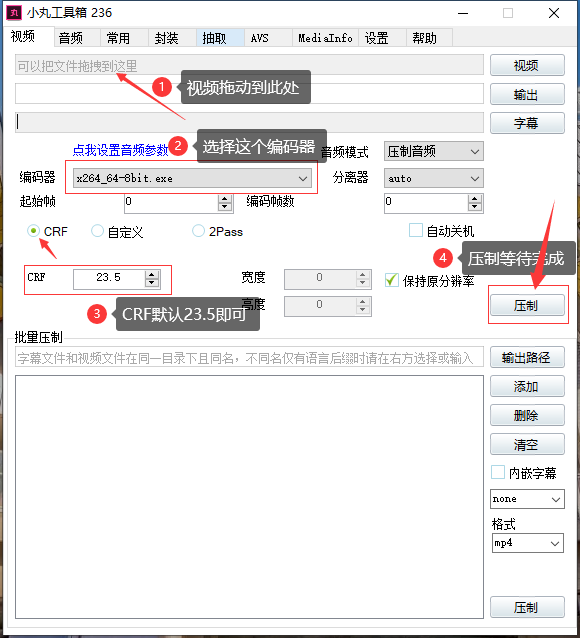 小丸工具箱 236
视频 音频 常用 封装 抽取 AVS MediaInfo 设置 帮助
可以把文件拖拽到这里 视频
1 视频拖动到此处
输出
字幕
点我设置音频参数 2 选择这个编码器 音频模式 压制音频
编码器 x264_64-8bit.exe 分离器 auto
起始帧 0 编码帧数 0
CRF 自定义 2Pass 自动关机
4 压制等待完成
CRF 23.5 宽度 0 保持原分辨率
3 CRF默认23.5即可 高度 0 压制
批量压制
字幕文件和视频文件在同一目录下且同名，不同名仅有语言后缀时请在右方选择或输入 输出路径
添加
删除
清空
内嵌字幕
none
格式
mp4
压制